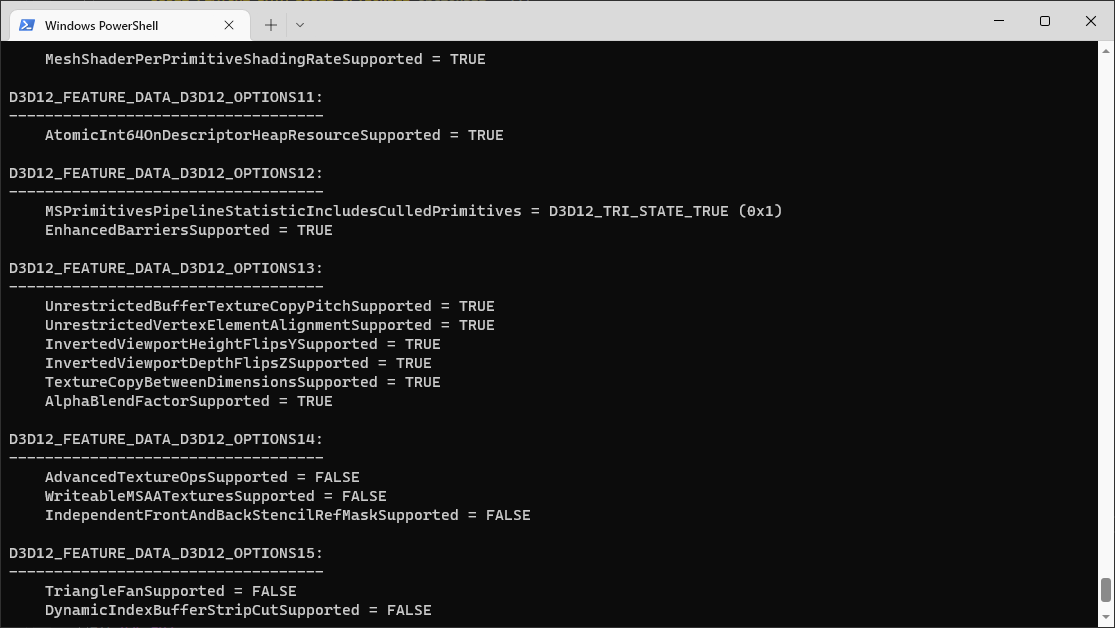 Windows PowerShell
MeshShaderPerPrimitiveShadingRateSupported = TRUE
D3D12_FEATURE_DATA_D3D12_OPTIONS11:
-----------------------------------
AtomicInt64OnDescriptorHeapResourceSupported = TRUE
D3D12_FEATURE_DATA_D3D12_OPTIONS12:
-----------------------------------
MSPrimitivesPipelineStatisticIncludesCulledPrimitives = D3D12_TRI_STATE_TRUE (0x1)
EnhancedBarriersSupported = TRUE
D3D12_FEATURE_DATA_D3D12_OPTIONS13:
-----------------------------------
UnrestrictedBufferTextureCopyPitchSupported = TRUE
UnrestrictedVertexElementAlignmentSupported = TRUE
InvertedViewportHeightFlipsYSupported = TRUE
InvertedViewportDepthFlipsZSupported = TRUE
TextureCopyBetweenDimensionsSupported = TRUE
AlphaBlendFactorSupported = TRUE
D3D12_FEATURE_DATA_D3D12_OPTIONS14:
-----------------------------------
AdvancedTextureOpsSupported = FALSE
WriteableMSAATexturesSupported = FALSE
IndependentFrontAndBackStencilRefMaskSupported = FALSE
D3D12_FEATURE_DATA_D3D12_OPTIONS15:
-----------------------------------
TriangleFanSupported = FALSE
DynamicIndexBufferStripCutSupported = FALSE